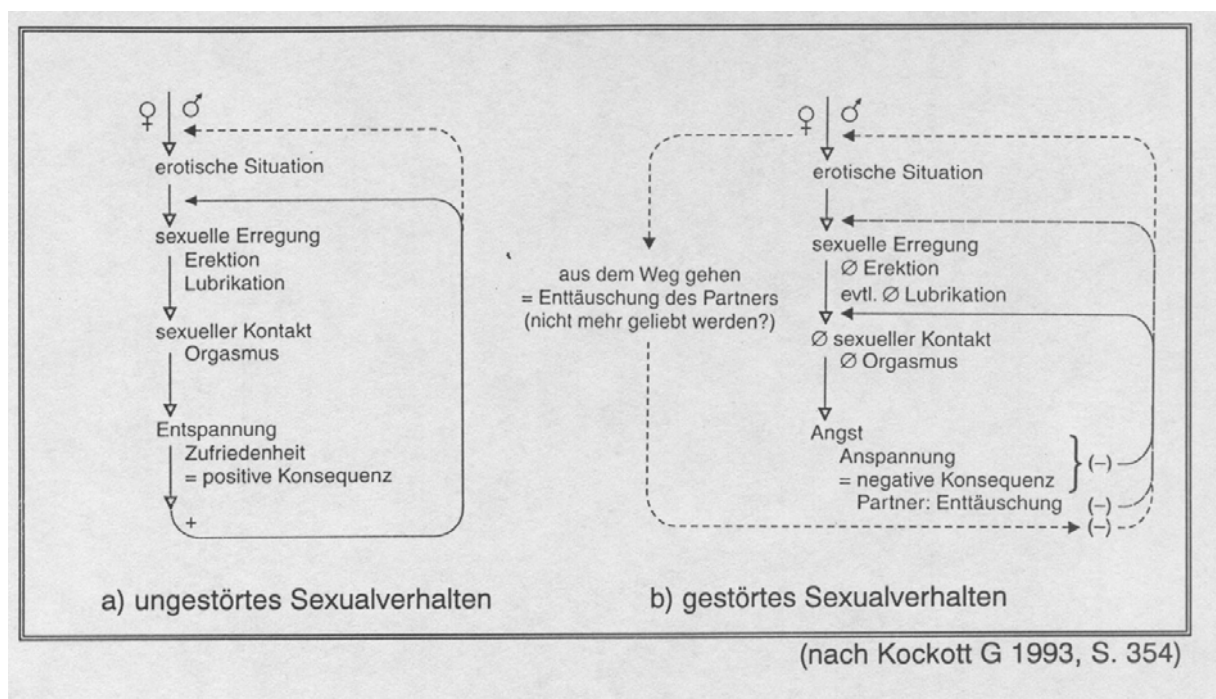 ♀ ♂
erotische Situation
sexuelle Erregung
Erektion
Lubrikation
sexueller Kontakt
Orgasmus
Entspannung
Zufriedenheit
= positive Konsequenz
+
a) ungestörtes Sexualverhalten
♀ ♂
erotische Situation
sexuelle Erregung
Ø Erektion
evtl. Ø Lubrikation
Ø sexueller Kontakt
Ø Orgasmus
Angst
Anspannung
= negative Konsequenz
(–)
Partner: Enttäuschung (–)
(–)
aus dem Weg gehen
= Enttäuschung des Partners
(nicht mehr geliebt werden?)
b) gestörtes Sexualverhalten
(nach Kockott G 1993, S. 354)